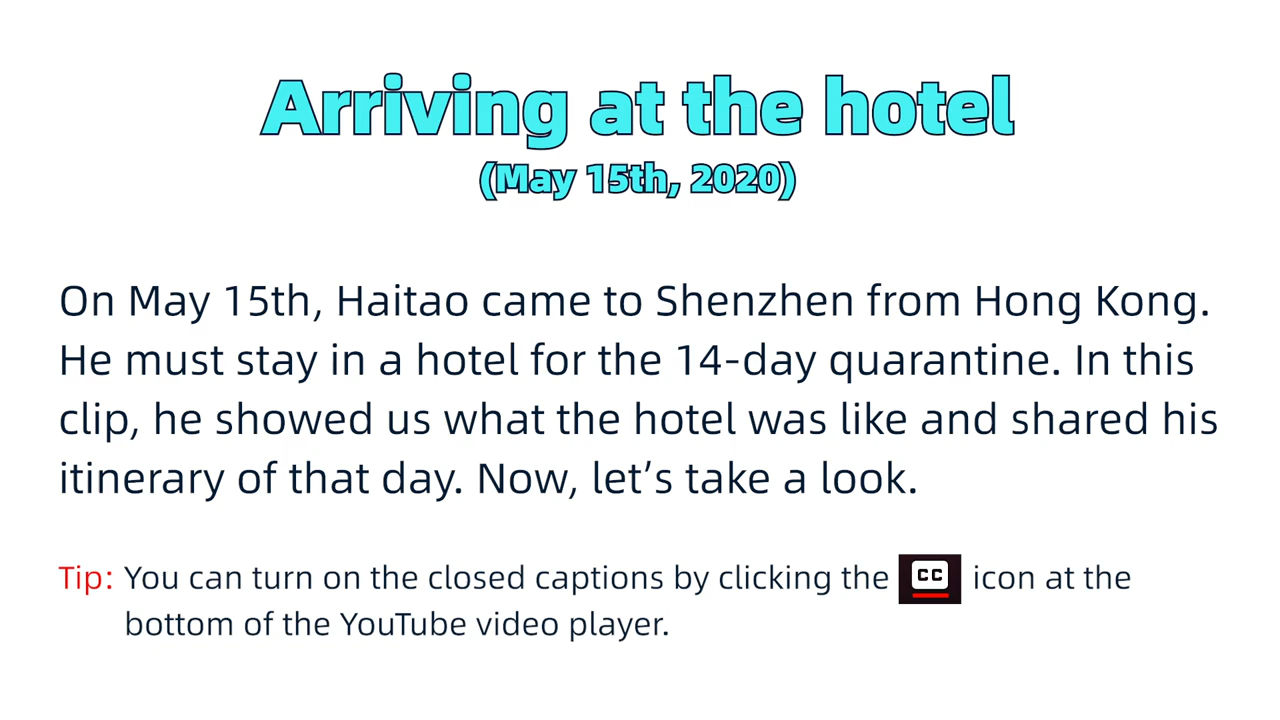 Arriving at the hotel
(May 15th, 2020)
On May 15th, Haitao came to Shenzhen from Hong Kong.
He must stay in a hotel for the 14-day quarantine. In this
clip, he showed us what the hotel was like and shared his
itinerary of that day. Now, let’s take a look.
Tip: You can turn on the closed captions by clicking the CC icon at the
bottom of the YouTube video player.